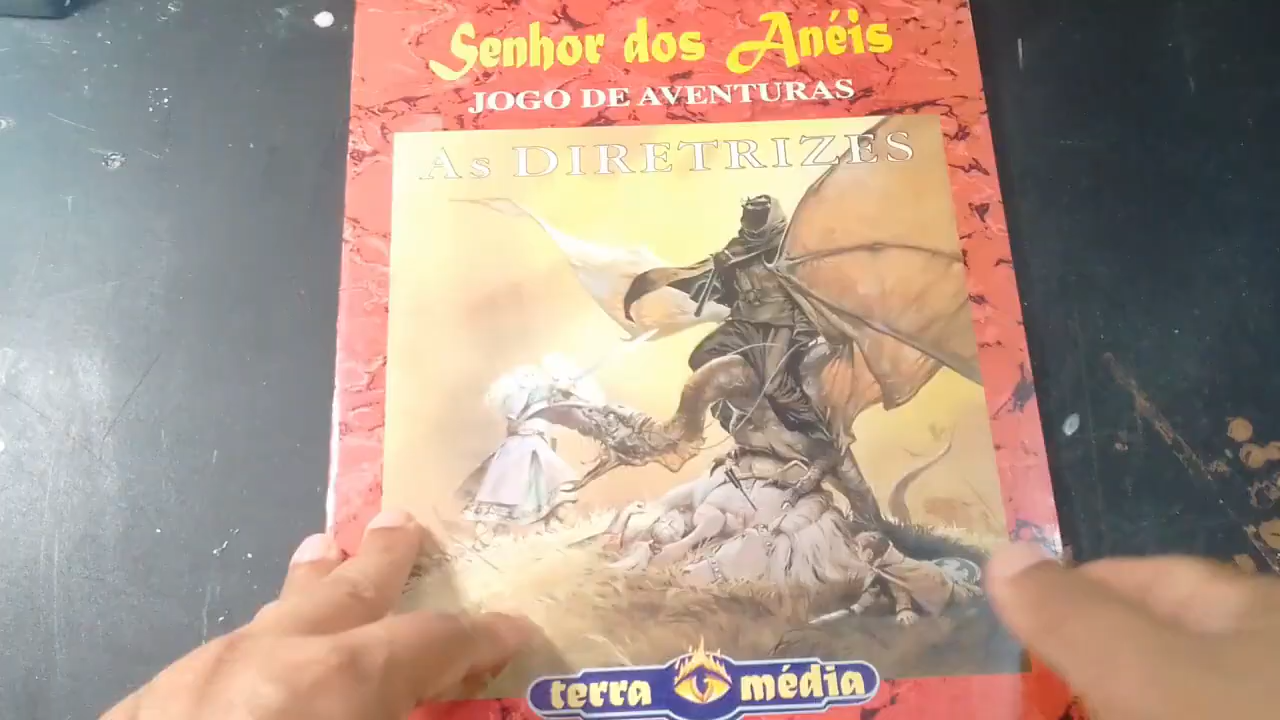 Senhor dos Anéis
JOGO DE AVENTURAS
As DIRETRIZES
terra média